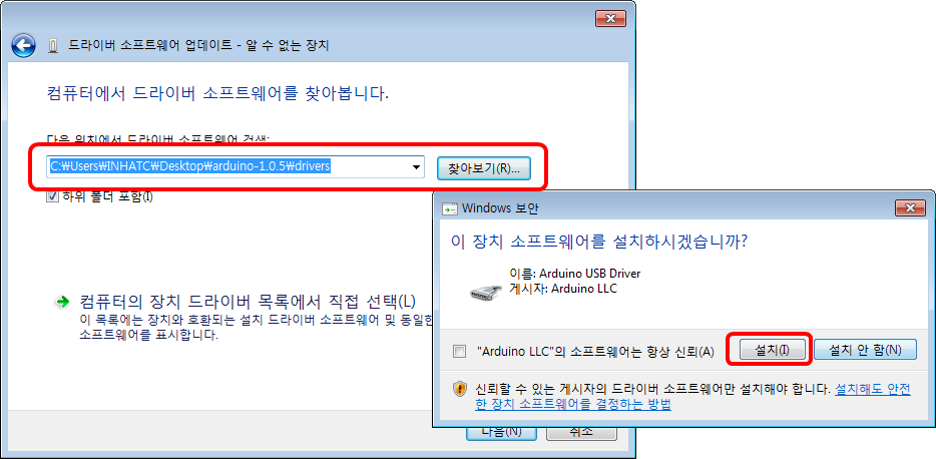 드라이버 소프트웨어 업데이트 - 알 수 없는 장치
컴퓨터에서 드라이버 소프트웨어를 찾아봅니다.
다음 위치에서 드라이버 소프트웨어 검색:
C:₩Users₩INHATC₩Desktop₩arduino-1.0.5₩drivers
찾아보기(R)...
하위 폴더 포함(I)
컴퓨터의 장치 드라이버 목록에서 직접 선택(L)
이 목록에는 장치와 호환되는 설치 드라이버 소프트웨어 및 동일한
소프트웨어를 표시합니다.
다음(N)
취소
Windows 보안
이 장치 소프트웨어를 설치하시겠습니까?
이름: Arduino USB Driver
게시자: Arduino LLC
"Arduino LLC"의 소프트웨어는 항상 신뢰(A)
설치(I)
설치 안 함(N)
신뢰할 수 있는 게시자의 드라이버 소프트웨어만 설치해야 합니다. 설치해도 안전
한 장치 소프트웨어를 결정하는 방법